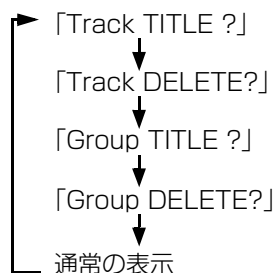 「Track TITLE ?」
「Track DELETE?」
「Group TITLE ?」
「Group DELETE?」
通常の表示